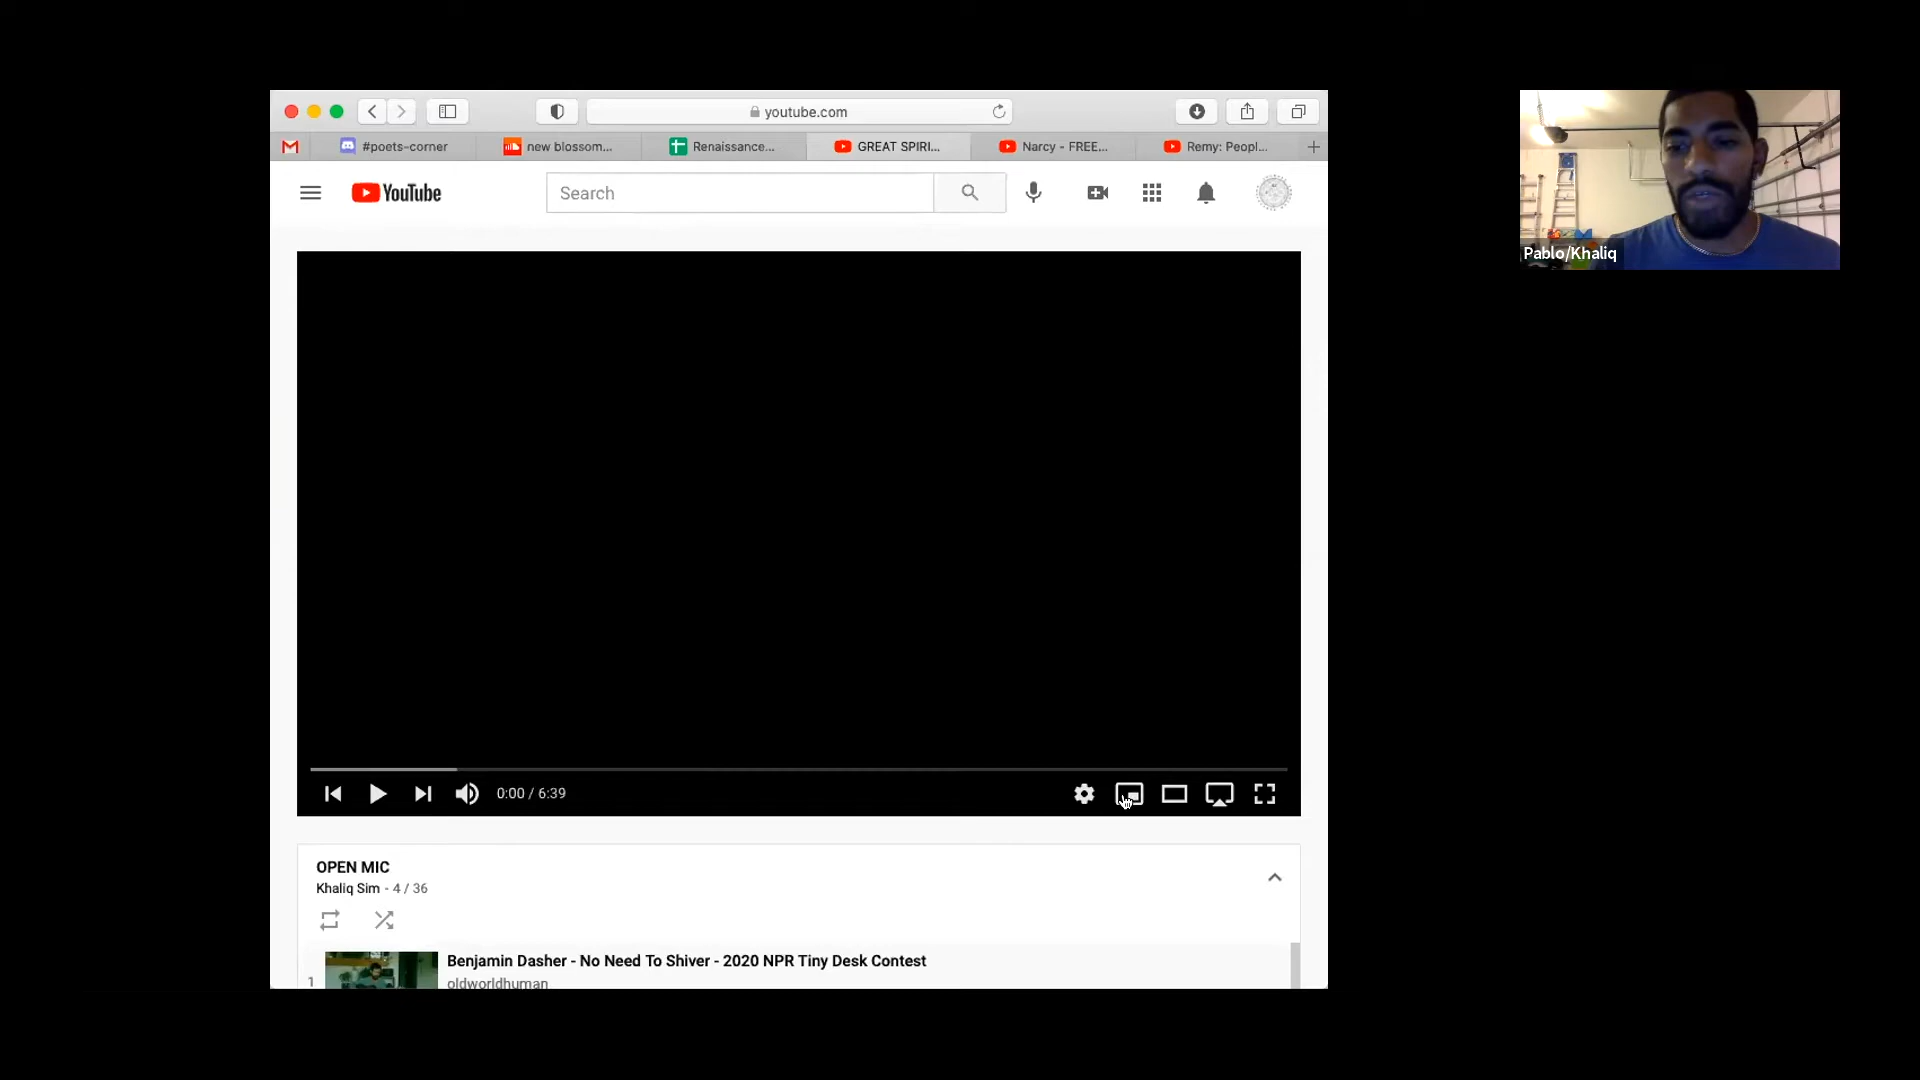 youtube.com
#poets-corner
new blossom...
Renaissance...
GREAT SPIRI...
Narcy - FREE...
Remy: Peopl...
YouTube
Search
Pablo/Khaliq
0:00 / 6:39
OPEN MIC
Khaliq Sim - 4 / 36
1
Benjamin Dasher - No Need To Shiver - 2020 NPR Tiny Desk Contest
oldworldhuman